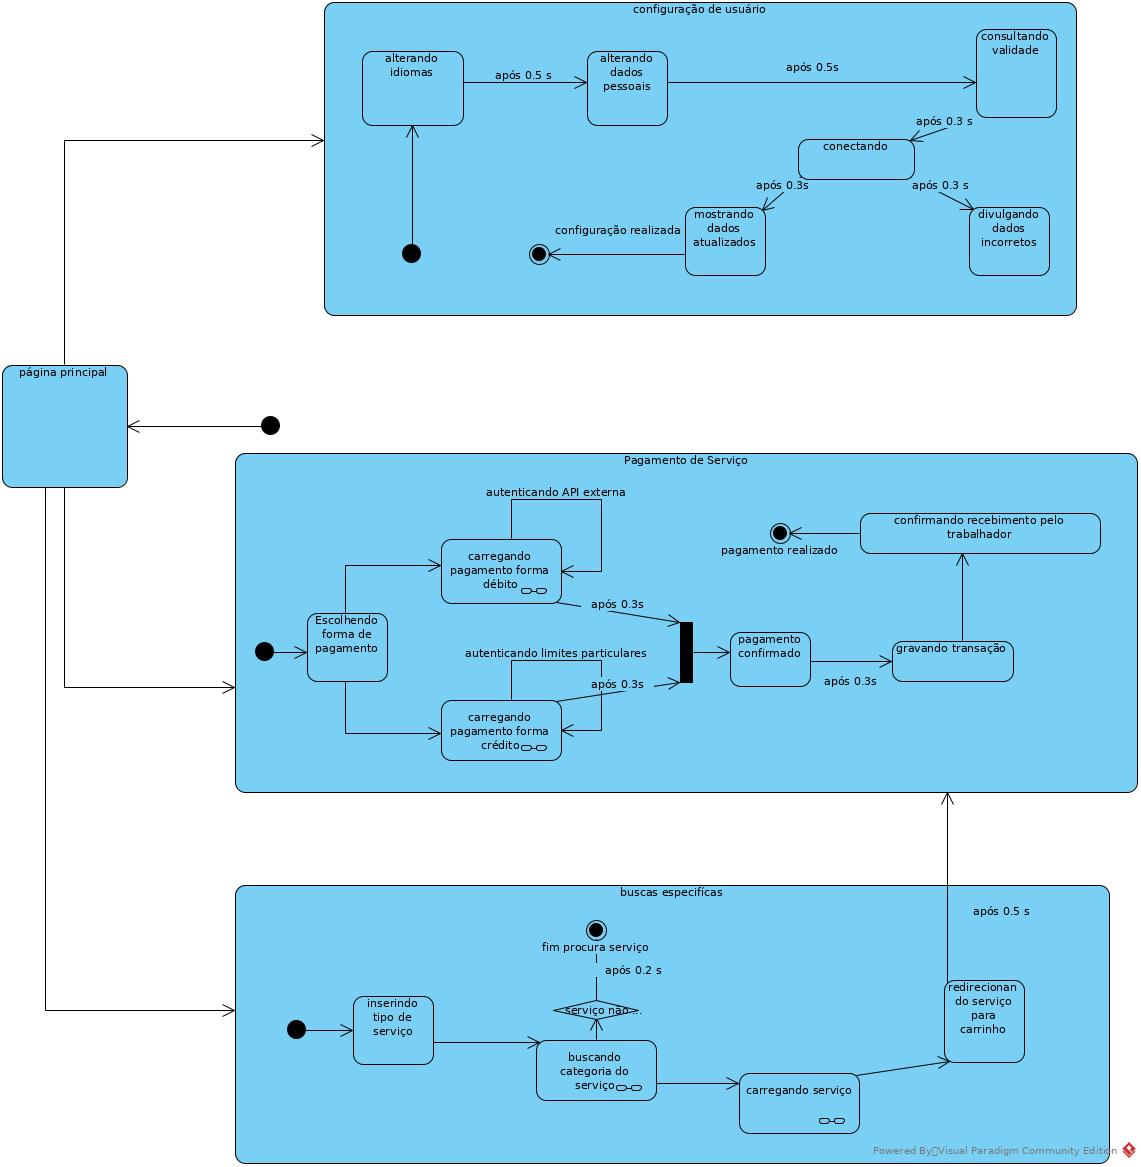 configuração de usuário
alterando
idiomas
após 0.5 s
alterando
dados
pessoais
após 0.5s
consultando
validade
após 0.3 s
conectando
após 0.3s
após 0.3 s
mostrando
dados
atualizados
divulgando
dados
incorretos
configuração realizada
página principal
Pagamento de Serviço
autenticando API externa
carregando
pagamento forma
débito
após 0.3s
Escolhendo
forma de
pagamento
autenticando limites particulares
após 0.3s
carregando
pagamento forma
crédito
pagamento
confirmado
após 0.3s
gravando transação
confirmando recebimento pelo
trabalhador
pagamento realizado
buscas especifícas
após 0.5 s
fim procura serviço
após 0.2 s
serviço não...
inserindo
tipo de
serviço
buscando
categoria do
serviço
carregando serviço
redirecionan
do serviço
para
carrinho
Powered By Visual Paradigm Community Edition